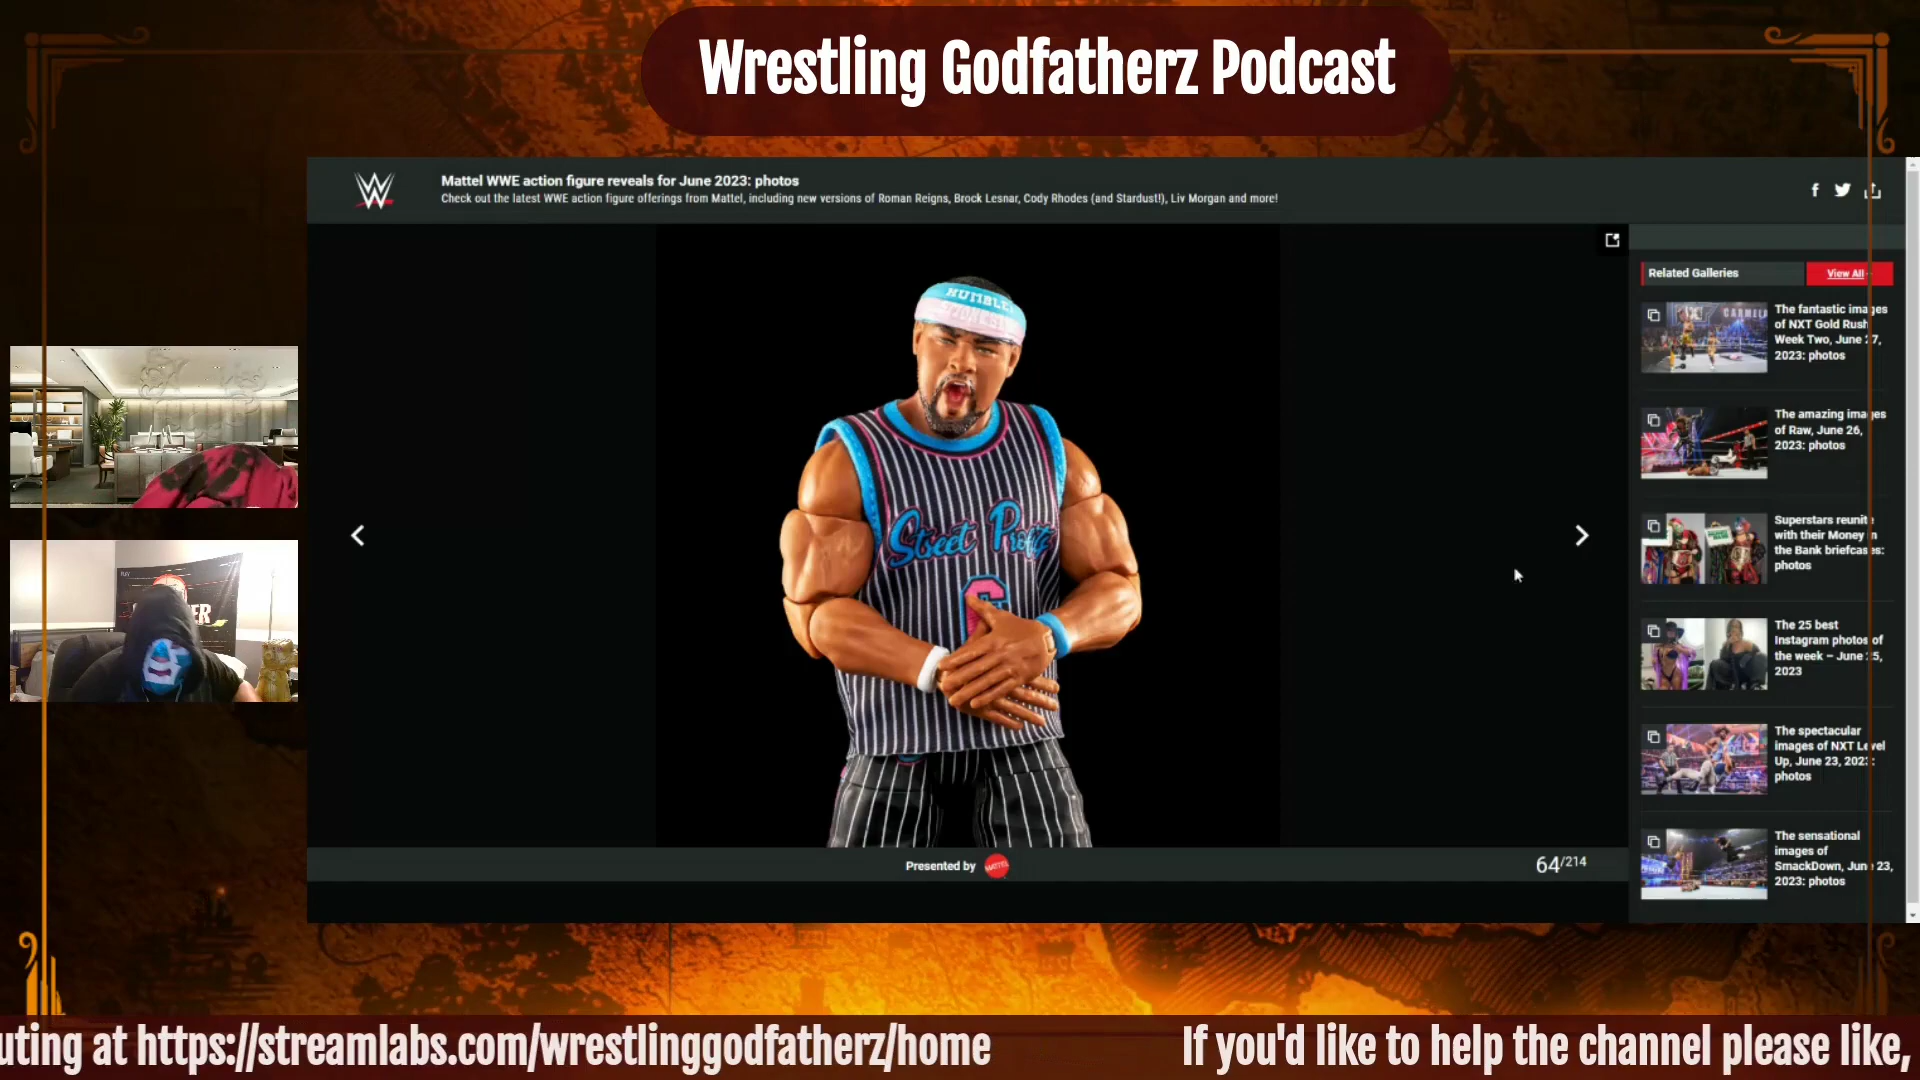 Wrestling Godfatherz Podcast
Mattel WWE action figure reveals for June 2023: photos
Check out the latest WWE action figure offerings from Mattel, including new versions of Roman Reigns, Brock Lesnar, Cody Rhodes (and Stardust!), Liv Morgan and more!
HUMBLE
Street Profits
Related Galleries
View All
The fantastic images
of NXT Gold Rush
Week Two, June 27,
2023: photos
The amazing images
of Raw, June 26,
2023: photos
Superstars reunite
with their Money in
the Bank briefcases:
photos
The 25 best
Instagram photos of
the week – June 25,
2023
The spectacular
images of NXT Level
Up, June 23, 2023:
photos
The sensational
images of
SmackDown, June 23,
2023: photos
Presented by
MATTEL
64/214
uting at https://streamlabs.com/wrestlinggodfatherz/home
If you'd like to help the channel please like,